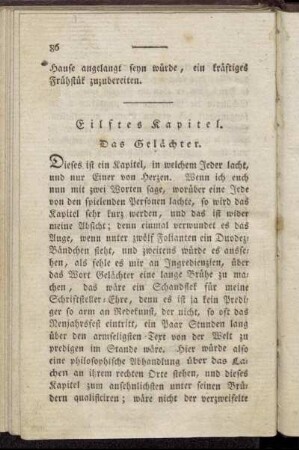 86
Hause angelangt seyn würde, ein kräftiges
Frühstük zuzubereiten.
Eilftes Kapitel.
Das Gelächter.
Dieses ist ein Kapitel, in welchem Jeder lacht,
und nur Einer von Herzen. Wenn ich euch
nun mit zwei Worten sage, worüber eine Jede
von den spielenden Personen lachte, so wird das
Kapitel sehr kurz werden, und das ist wider
meine Absicht; denn einmal verwundet es das
Auge, wenn unter zwölf Folianten ein Duodez-
Bändchen steht, und zweitens würde es ausse-
hen, als fehle es mir an Ingredienzien, über
das Wort Gelächter eine lange Brühe zu ma-
chen, das wäre ein Schandflek für meine
Schriftsteller-Ehre, denn es ist ja kein Predi-
ger so arm an Redekunst, der nicht, so oft das
Neujahrsfest eintritt, ein Paar Stunden lang
über den armseligsten Text von der Welt zu
predigen im Stande wäre. Hier würde also
eine philosophische Abhandlung über das La-
chen an ihrem rechten Orte stehen, und dieses
Kapitel zum ansehnlichsten unter seinen Brü-
dern qualifiziren; wäre nicht der verzweifelte